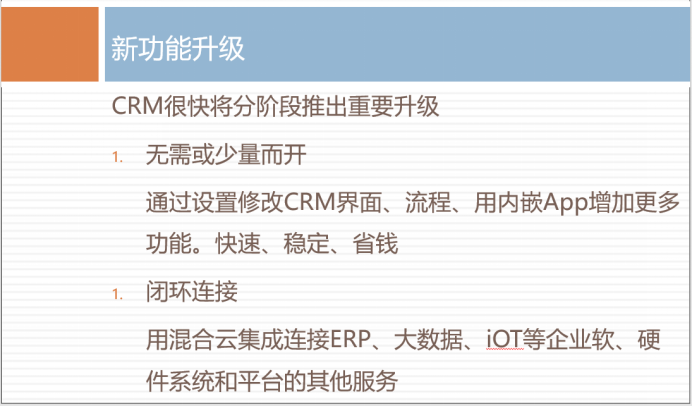 新功能升级
CRM很快将分阶段推出重要升级
1. 无需或少量而开
通过设置修改CRM界面、流程、用内嵌App增加更多
功能。快速、稳定、省钱
1. 闭环连接
用混合云集成连接ERP、大数据、iOT等企业软、硬
件系统和平台的其他服务